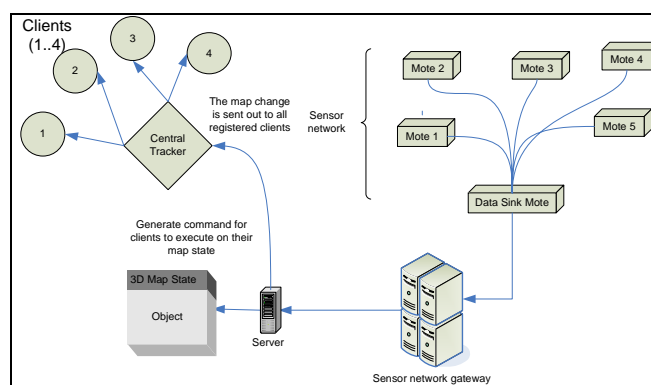 Clients
(1..4)
1
2
3
4
Central
Tracker
The map change
is sent out to all
registered clients
Sensor
network
Mote 2
Mote 3
Mote 4
Mote 1
Mote 5
Data Sink Mote
Generate command for
clients to execute on their
map state
3D Map State
Object
Server
Sensor network gateway